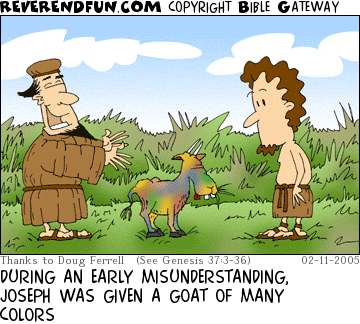 REVERENDFUN.COM COPYRIGHT BIBLE GATEWAY
Thanks to Doug Ferrell (See Genesis 37:3-36) 02-11-2005
DURING AN EARLY MISUNDERSTANDING,
JOSEPH WAS GIVEN A GOAT OF MANY
COLORS